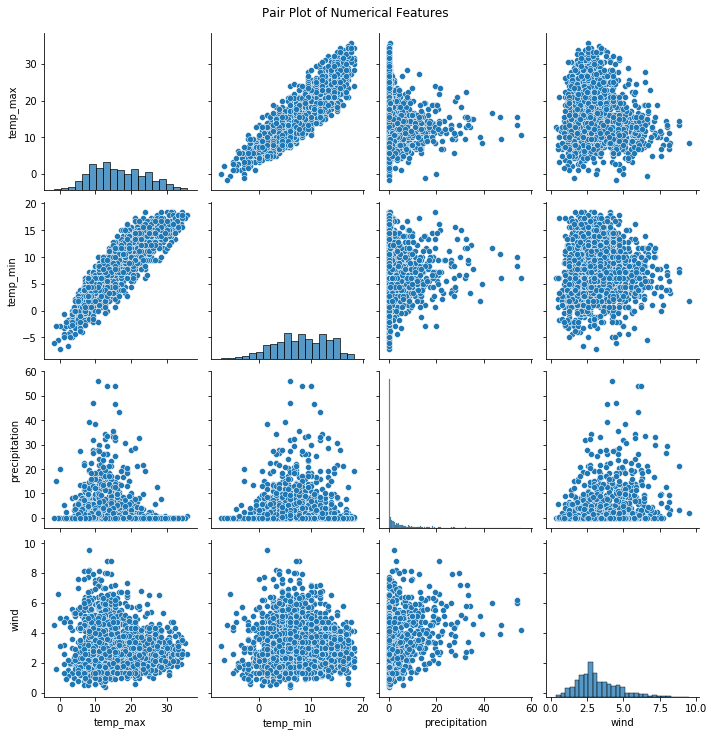 Pair Plot of Numerical Features
temp_max
30
20
10
0
temp_min
20
15
10
5
0
−5
precipitation
60
50
40
30
20
10
0
wind
10
8
6
4
2
0
0 10 20 30
temp_max
0 10 20
temp_min
0 20 40 60
precipitation
0.0 2.5 5.0 7.5 10.0
wind